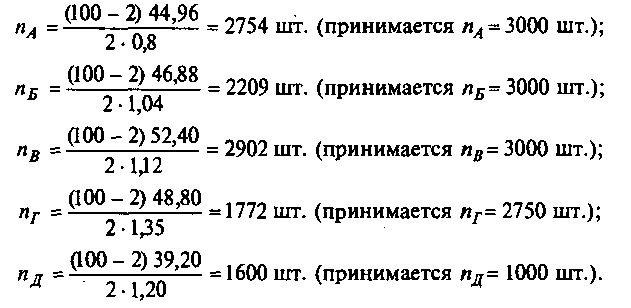 n_А = (100 – 2) 44,96 / 2 · 0,8 = 2754 шт. (принимается n_А = 3000 шт.);
n_Б = (100 – 2) 46,88 / 2 · 1,04 = 2209 шт. (принимается n_Б = 3000 шт.);
n_В = (100 – 2) 52,40 / 2 · 1,12 = 2902 шт. (принимается n_В = 3000 шт.);
n_Г = (100 – 2) 48,80 / 2 · 1,35 = 1772 шт. (принимается n_Г = 2750 шт.);
n_Д = (100 – 2) 39,20 / 2 · 1,20 = 1600 шт. (принимается n_Д = 1000 шт.).